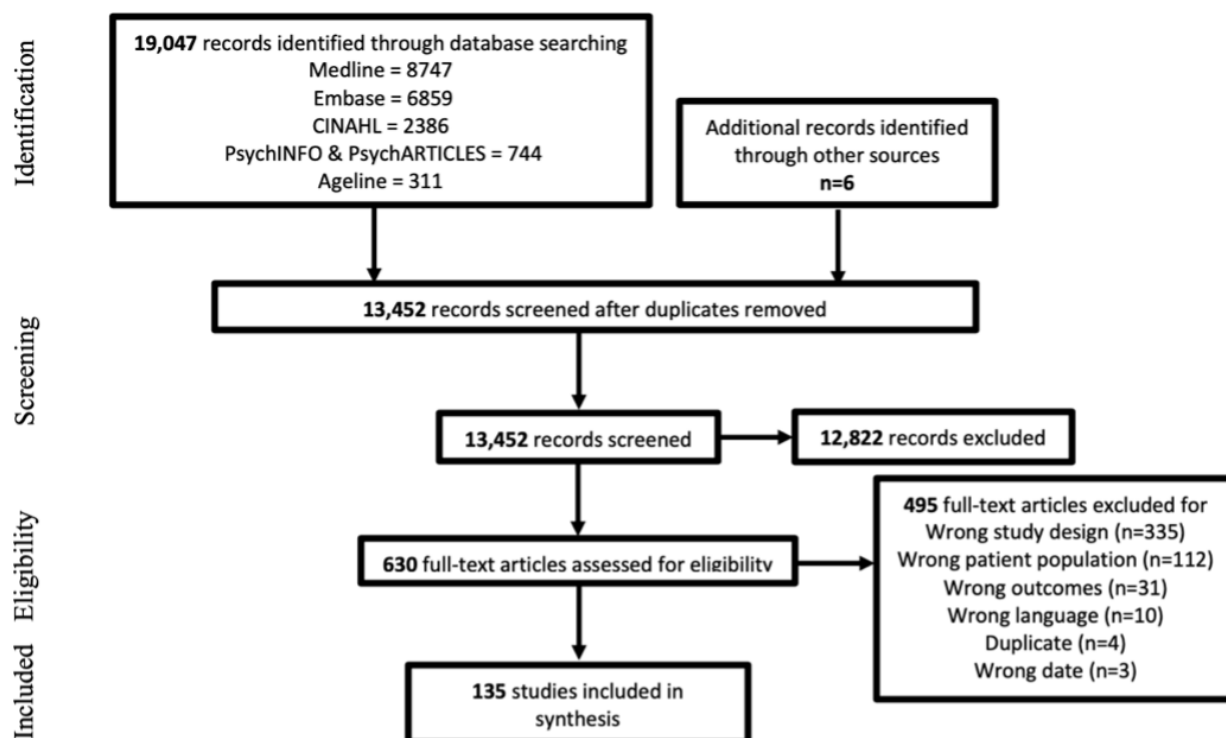 Identification
19,047 records identified through database searching
Medline = 8747
Embase = 6859
CINAHL = 2386
PsychINFO & PsychARTICLES = 744
Ageline = 311
Additional records identified
through other sources
n=6
Screening
13,452 records screened after duplicates removed
13,452 records screened
12,822 records excluded
Eligibility
630 full-text articles assessed for eligibility
495 full-text articles excluded for
Wrong study design (n=335)
Wrong patient population (n=112)
Wrong outcomes (n=31)
Wrong language (n=10)
Duplicate (n=4)
Wrong date (n=3)
Included
135 studies included in
synthesis